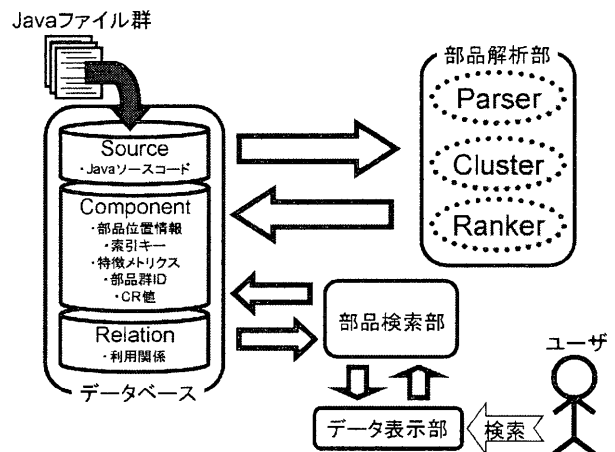 Javaファイル群
Source
・Javaソースコード
Component
・部品位置情報
・索引キー
・特徴メトリクス
・部品群ID
・CR値
Relation
・利用関係
データベース
部品解析部
Parser
Cluster
Ranker
部品検索部
データ表示部
検索
ユーザ